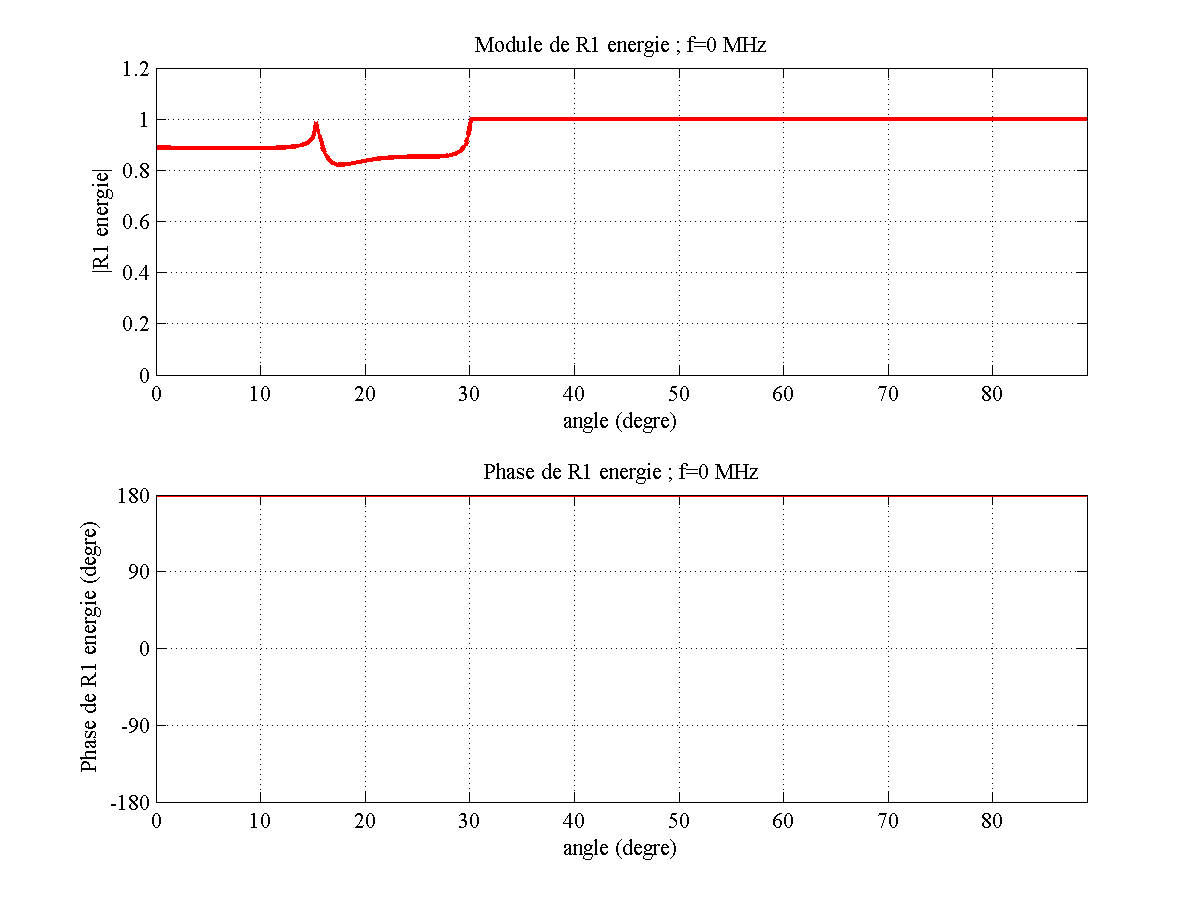 Module de R1 energie ; f=0 MHz
1.2
1
0.8
0.6
0.4
0.2
0
|R1 energie|
0 10 20 30 40 50 60 70 80
angle (degre)
Phase de R1 energie ; f=0 MHz
180
90
0
-90
-180
Phase de R1 energie (degre)
0 10 20 30 40 50 60 70 80
angle (degre)